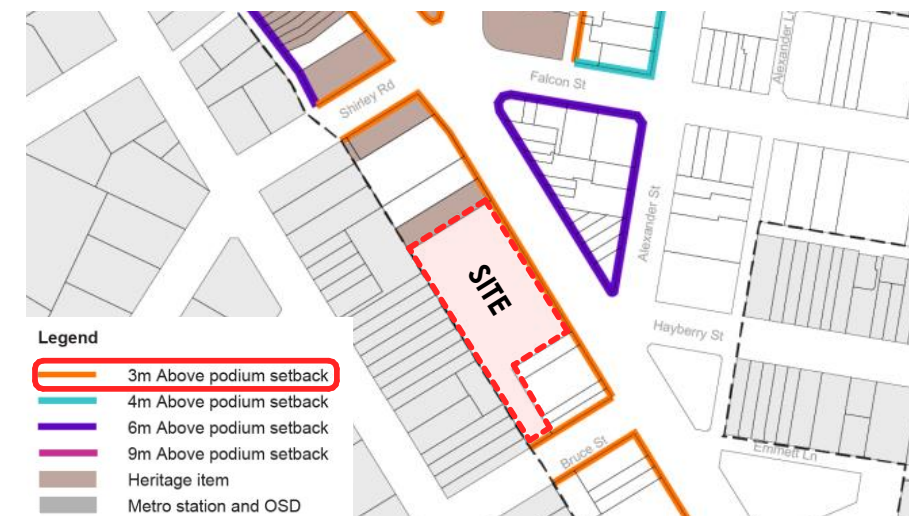 Alexander Ln
Falcon St
Shirley Rd
Alexander St
SITE
Hayberry St
Bruce St
Emmett Ln
Legend
3m Above podium setback
4m Above podium setback
6m Above podium setback
9m Above podium setback
Heritage item
Metro station and OSD